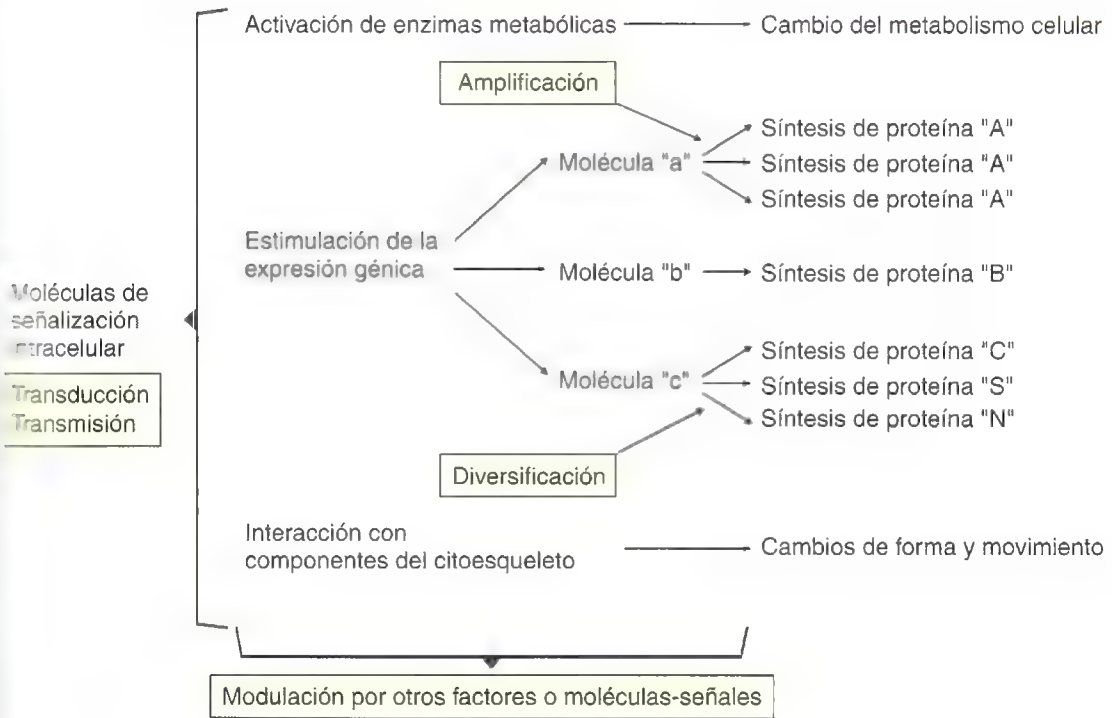 Activación de enzimas metabólicas
Cambio del metabolismo celular
Amplificación
Síntesis de proteína "A"
Molécula "a"
Síntesis de proteína "A"
Síntesis de proteína "A"
Estimulación de la
expresión génica
Molécula "b"
Síntesis de proteína "B"
Moléculas de
señalización
intracelular
Transducción
Transmisión
Síntesis de proteína "C"
Molécula "c"
Síntesis de proteína "S"
Síntesis de proteína "N"
Diversificación
Interacción con
componentes del citoesqueleto
Cambios de forma y movimiento
Modulación por otros factores o moléculas-señales